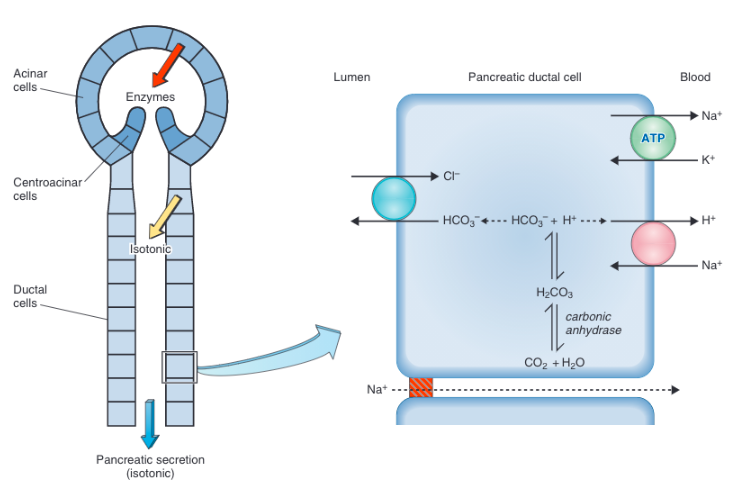 Acinar
cells
Enzymes
Centroacinar
cells
Isotonic
Ductal
cells
Pancreatic secretion
(isotonic)
Lumen
Pancreatic ductal cell
Blood
Na⁺
ATP
K⁺
Cl⁻
HCO₃⁻
HCO₃⁻ + H⁺
H⁺
Na⁺
H₂CO₃
carbonic
anhydrase
CO₂ + H₂O
Na⁺